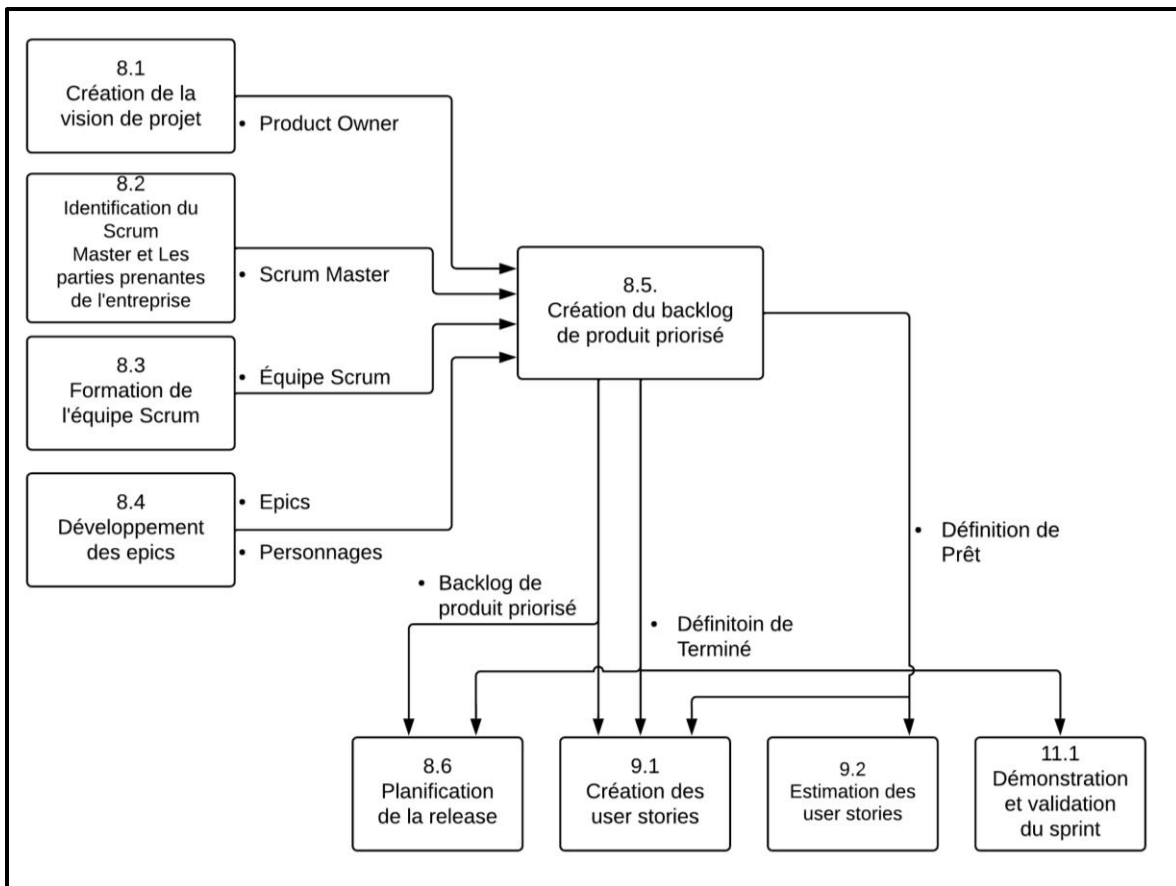 8.1
Création de la
vision de projet
• Product Owner
8.2
Identification du
Scrum
Master et Les
parties prenantes
de l'entreprise
• Scrum Master
8.3
Formation de
l'équipe Scrum
• Équipe Scrum
8.4
Développement
des epics
• Epics
• Personnages
8.5.
Création du backlog
de produit priorisé
• Définition de
Prêt
• Backlog de
produit priorisé
• Définitoin de
Terminé
8.6
Planification
de la release
9.1
Création des
user stories
9.2
Estimation des
user stories
11.1
Démonstration
et validation
du sprint